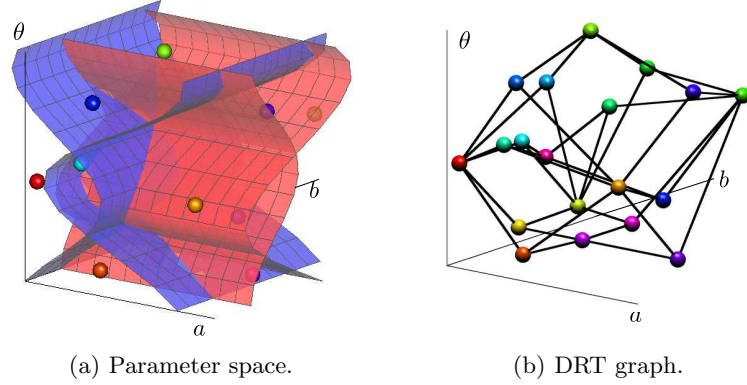 θ
b
a
(a) Parameter space.
θ
b
a
(b) DRT graph.